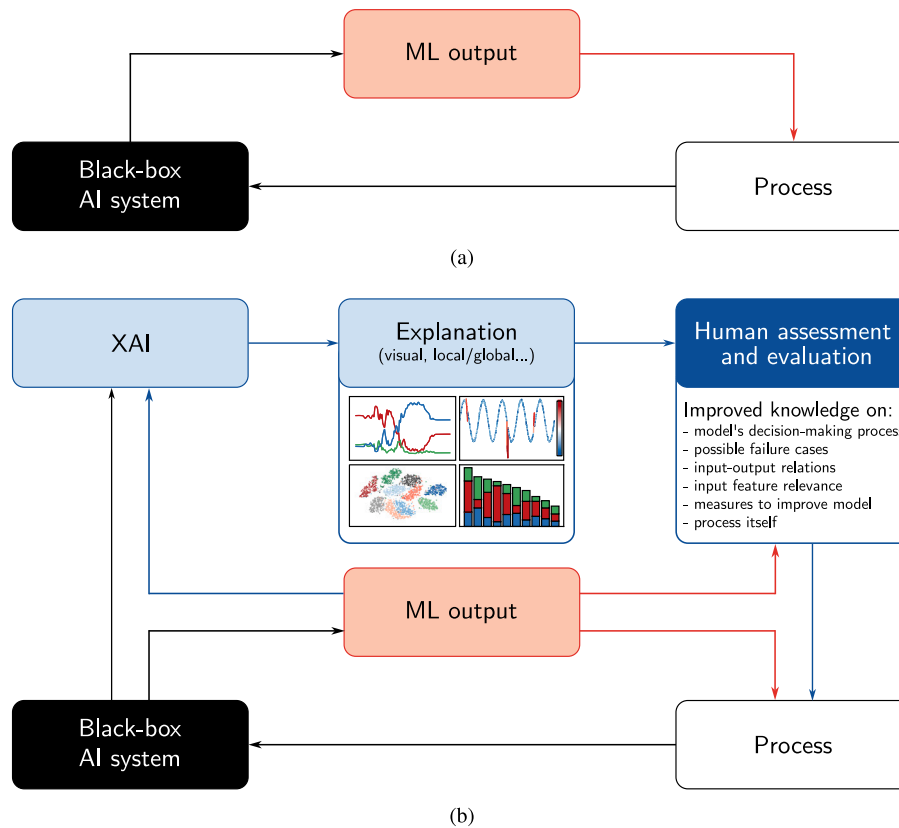 ML output
Black-box
AI system
Process
(a)
XAI
Explanation
(visual, local/global...)
Human assessment
and evaluation
Improved knowledge on:
- model's decision-making process
- possible failure cases
- input-output relations
- input feature relevance
- measures to improve model
- process itself
ML output
Black-box
AI system
Process
(b)